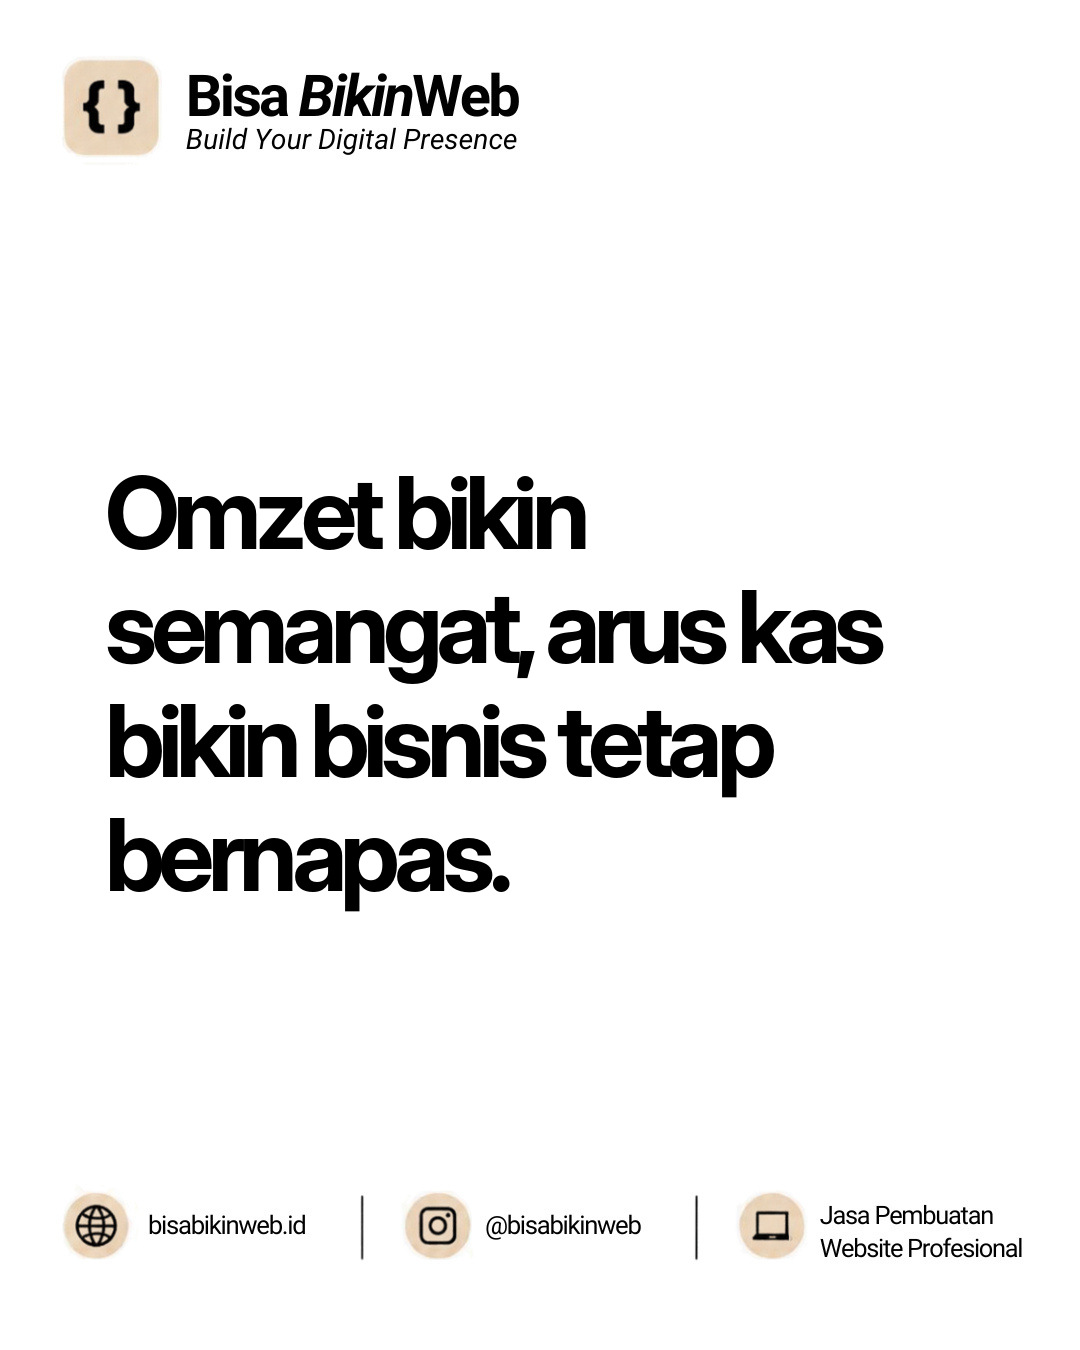 { }
Bisa BikinWeb
Build Your Digital Presence
Omzet bikin
semangat, arus kas
bikin bisnis tetap
bernapas.
bisabikinweb.id
@bisabikinweb
Jasa Pembuatan
Website Profesional